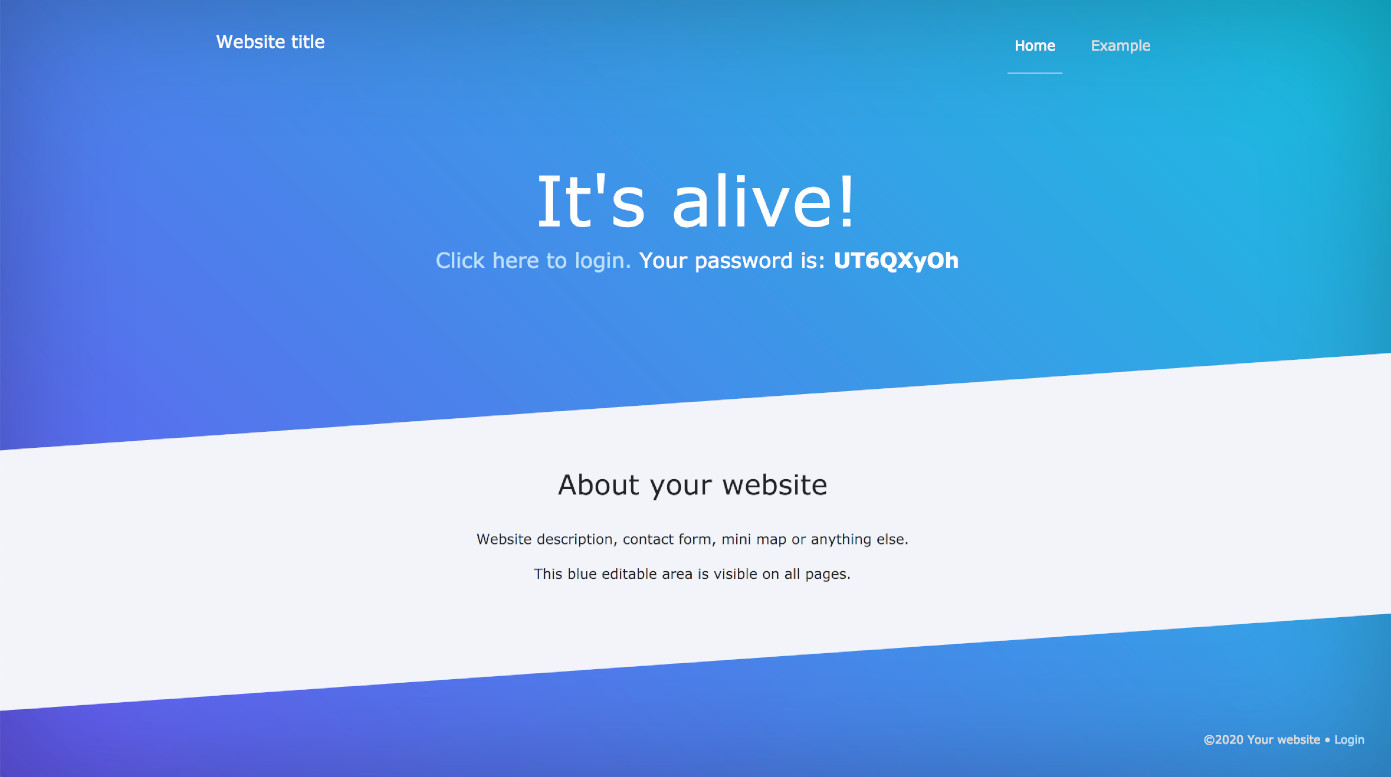 Website title
Home
Example
It's alive!
Click here to login. Your password is: UT6QXyOh
About your website
Website description, contact form, mini map or anything else.
This blue editable area is visible on all pages.
©2020 Your website • Login